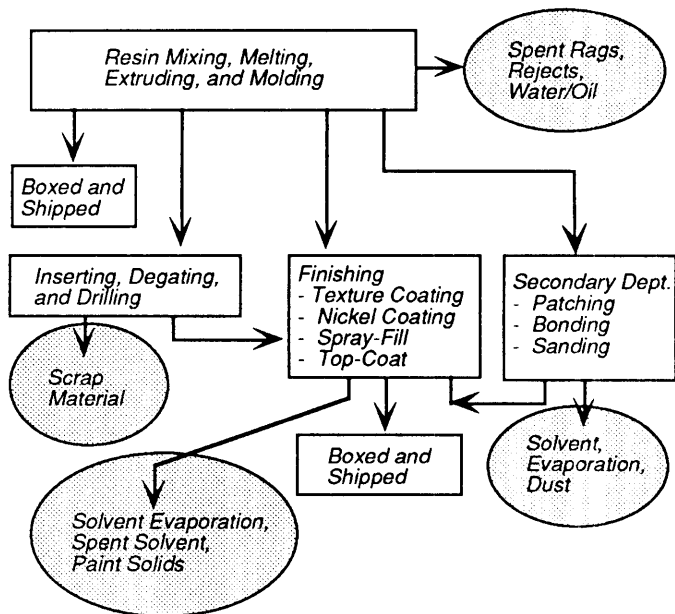 Resin Mixing, Melting,
Extruding, and Molding
Spent Rags,
Rejects,
Water/Oil
Boxed and
Shipped
Inserting, Degating,
and Drilling
Finishing
- Texture Coating
- Nickel Coating
- Spray-Fill
- Top-Coat
Secondary Dept.
- Patching
- Bonding
- Sanding
Scrap
Material
Boxed and
Shipped
Solvent,
Evaporation,
Dust
Solvent Evaporation,
Spent Solvent,
Paint Solids